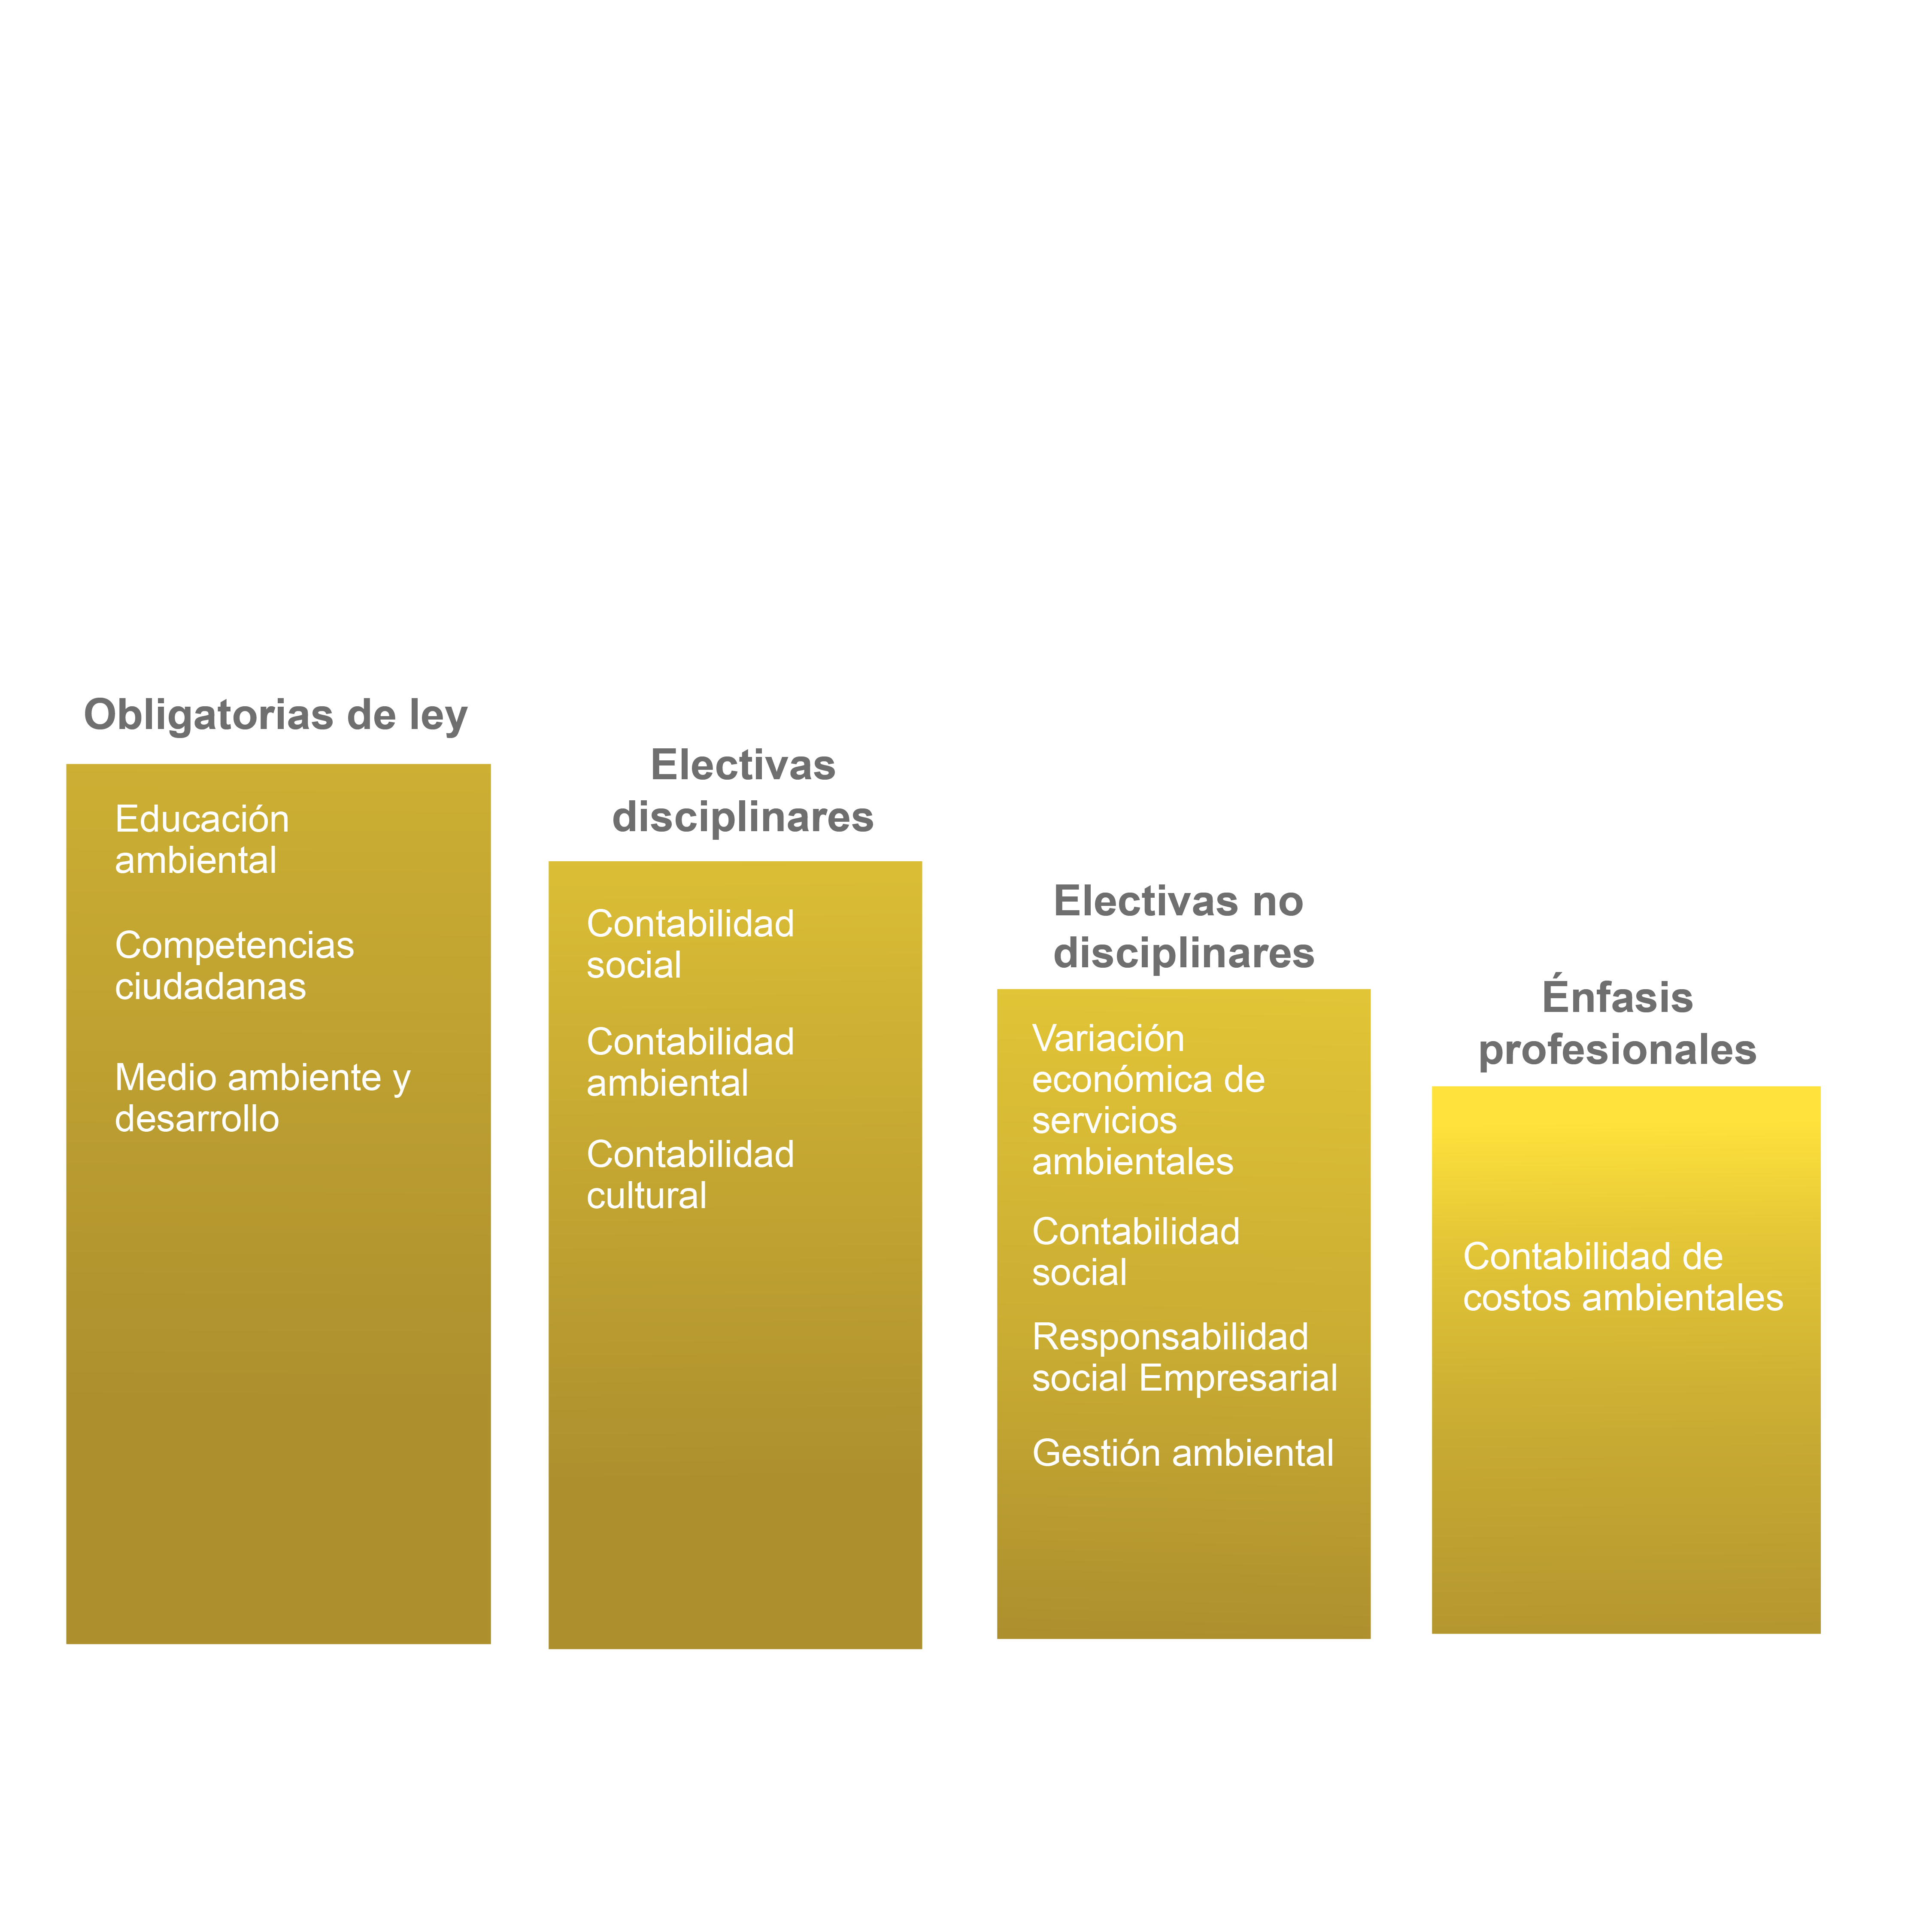 Obligatorias de ley
Educación
ambiental
Competencias
ciudadanas
Medio ambiente y
desarrollo
Electivas
disciplinares
Contabilidad
social
Contabilidad
ambiental
Contabilidad
cultural
Electivas no
disciplinares
Variación
económica de
servicios
ambientales
Contabilidad
social
Responsabilidad
social Empresarial
Gestión ambiental
Énfasis
profesionales
Contabilidad de
costos ambientales